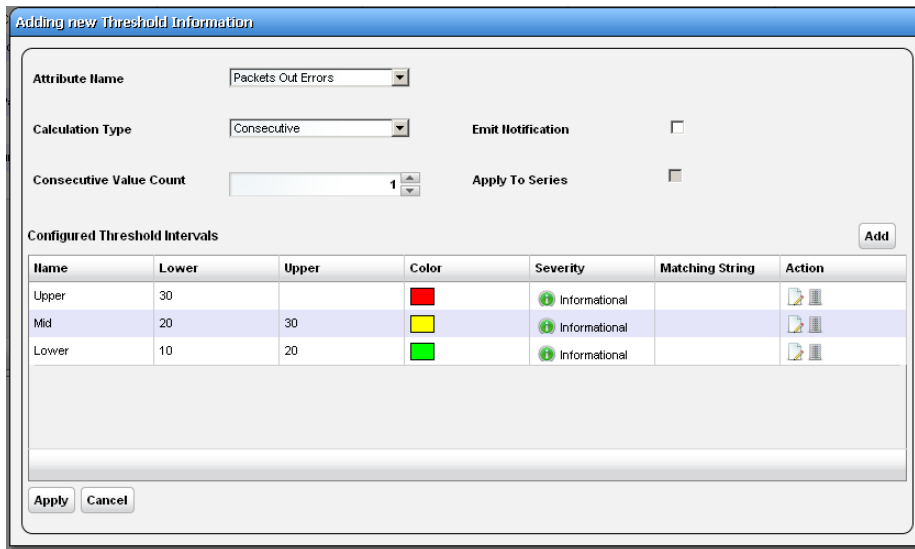 Adding new Threshold Information
Attribute Name Packets Out Errors
Calculation Type Consecutive Emit Notification
Consecutive Value Count 1 Apply To Series
Configured Threshold Intervals Add
Name Lower Upper Color Severity Matching String Action
Upper 30 Informational
Mid 20 30 Informational
Lower 10 20 Informational
Apply Cancel